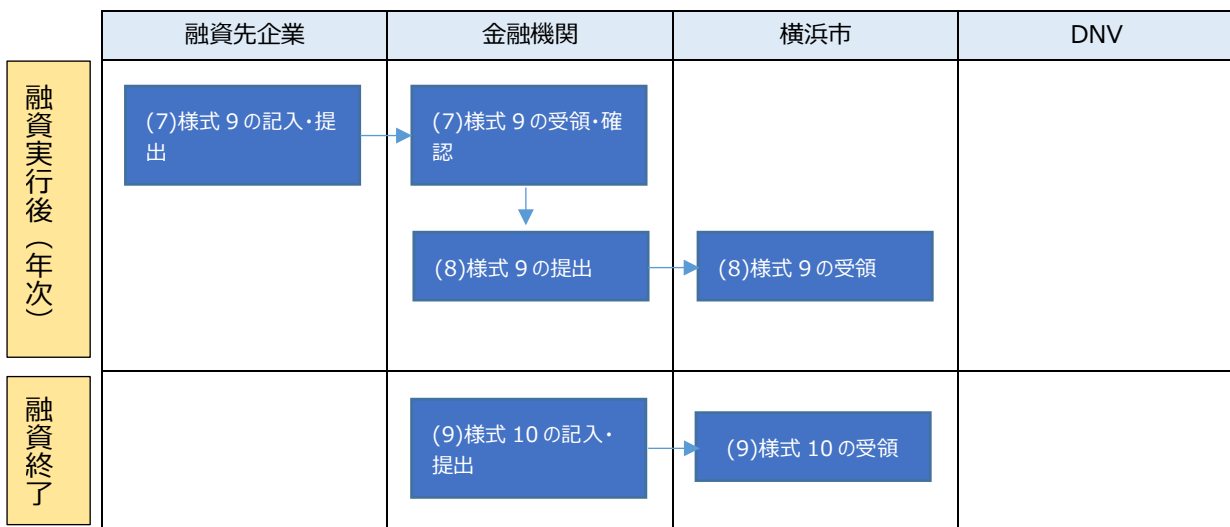 融資先企業
金融機関
横浜市
DNV
融資実行後（年次）
(7)様式 9 の記入・提
出
(7)様式 9 の受領・確
認
(8)様式 9 の提出
(8)様式 9 の受領
融資終了
(9)様式 10 の記入・
提出
(9)様式 10 の受領